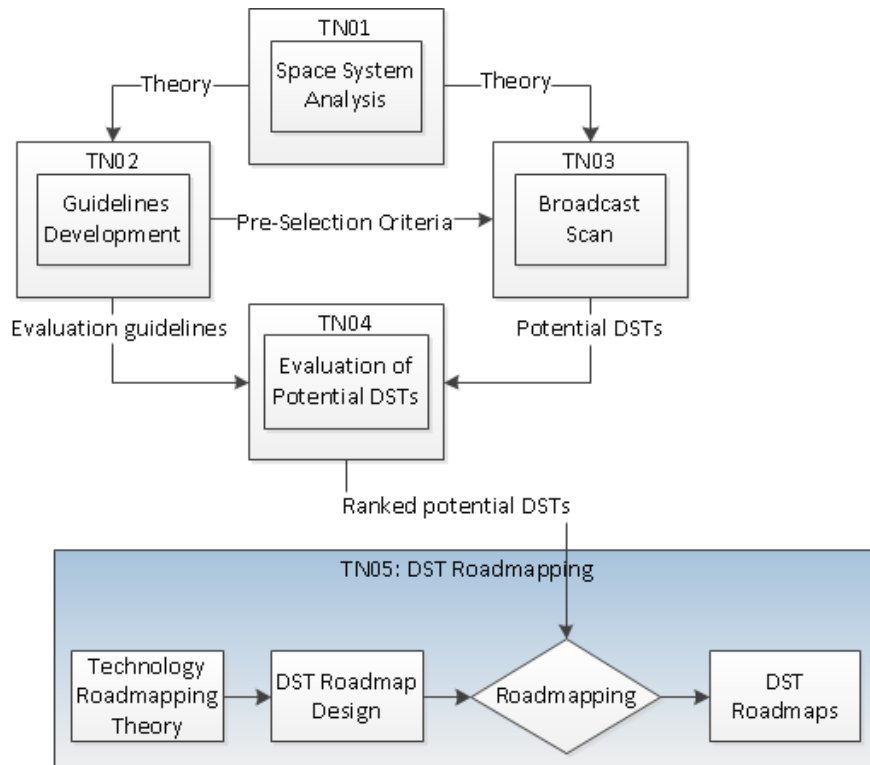 TN01
Space System
Analysis
Theory
Theory
TN02
Guidelines
Development
Pre-Selection Criteria
TN03
Broadcast
Scan
Evaluation guidelines
Potential DSTs
TN04
Evaluation of
Potential DSTs
Ranked potential DSTs
TN05: DST Roadmapping
Technology
Roadmapping
Theory
DST Roadmap
Design
Roadmapping
DST
Roadmaps